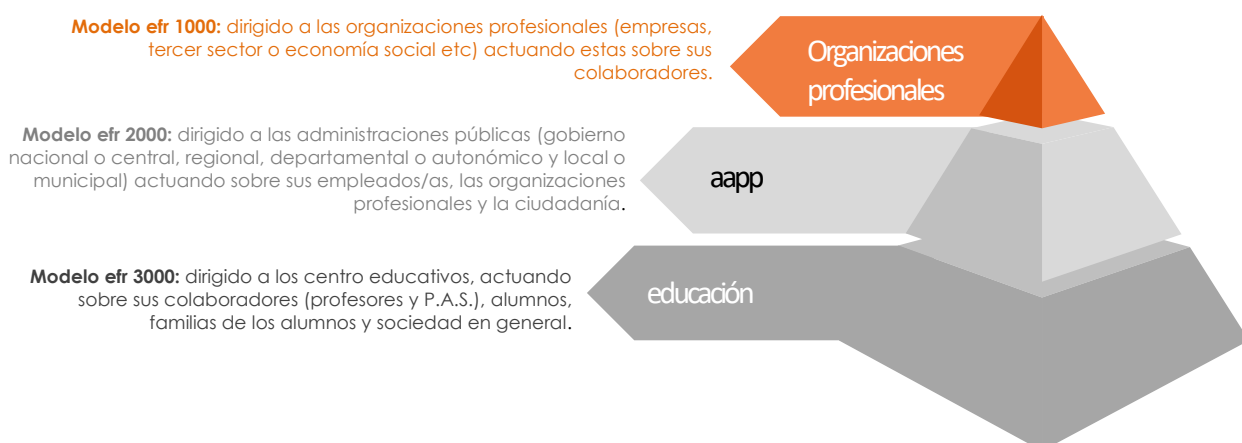 Modelo efr 1000: dirigido a las organizaciones profesionales (empresas,
tercer sector o economía social etc) actuando estas sobre sus
colaboradores.
Organizaciones
profesionales
Modelo efr 2000: dirigido a las administraciones públicas (gobierno
nacional o central, regional, departamental o autonómico y local o
municipal) actuando sobre sus empleados/as, las organizaciones
profesionales y la ciudadanía.
aapp
Modelo efr 3000: dirigido a los centro educativos, actuando
sobre sus colaboradores (profesores y P.A.S.), alumnos,
familias de los alumnos y sociedad en general.
educación